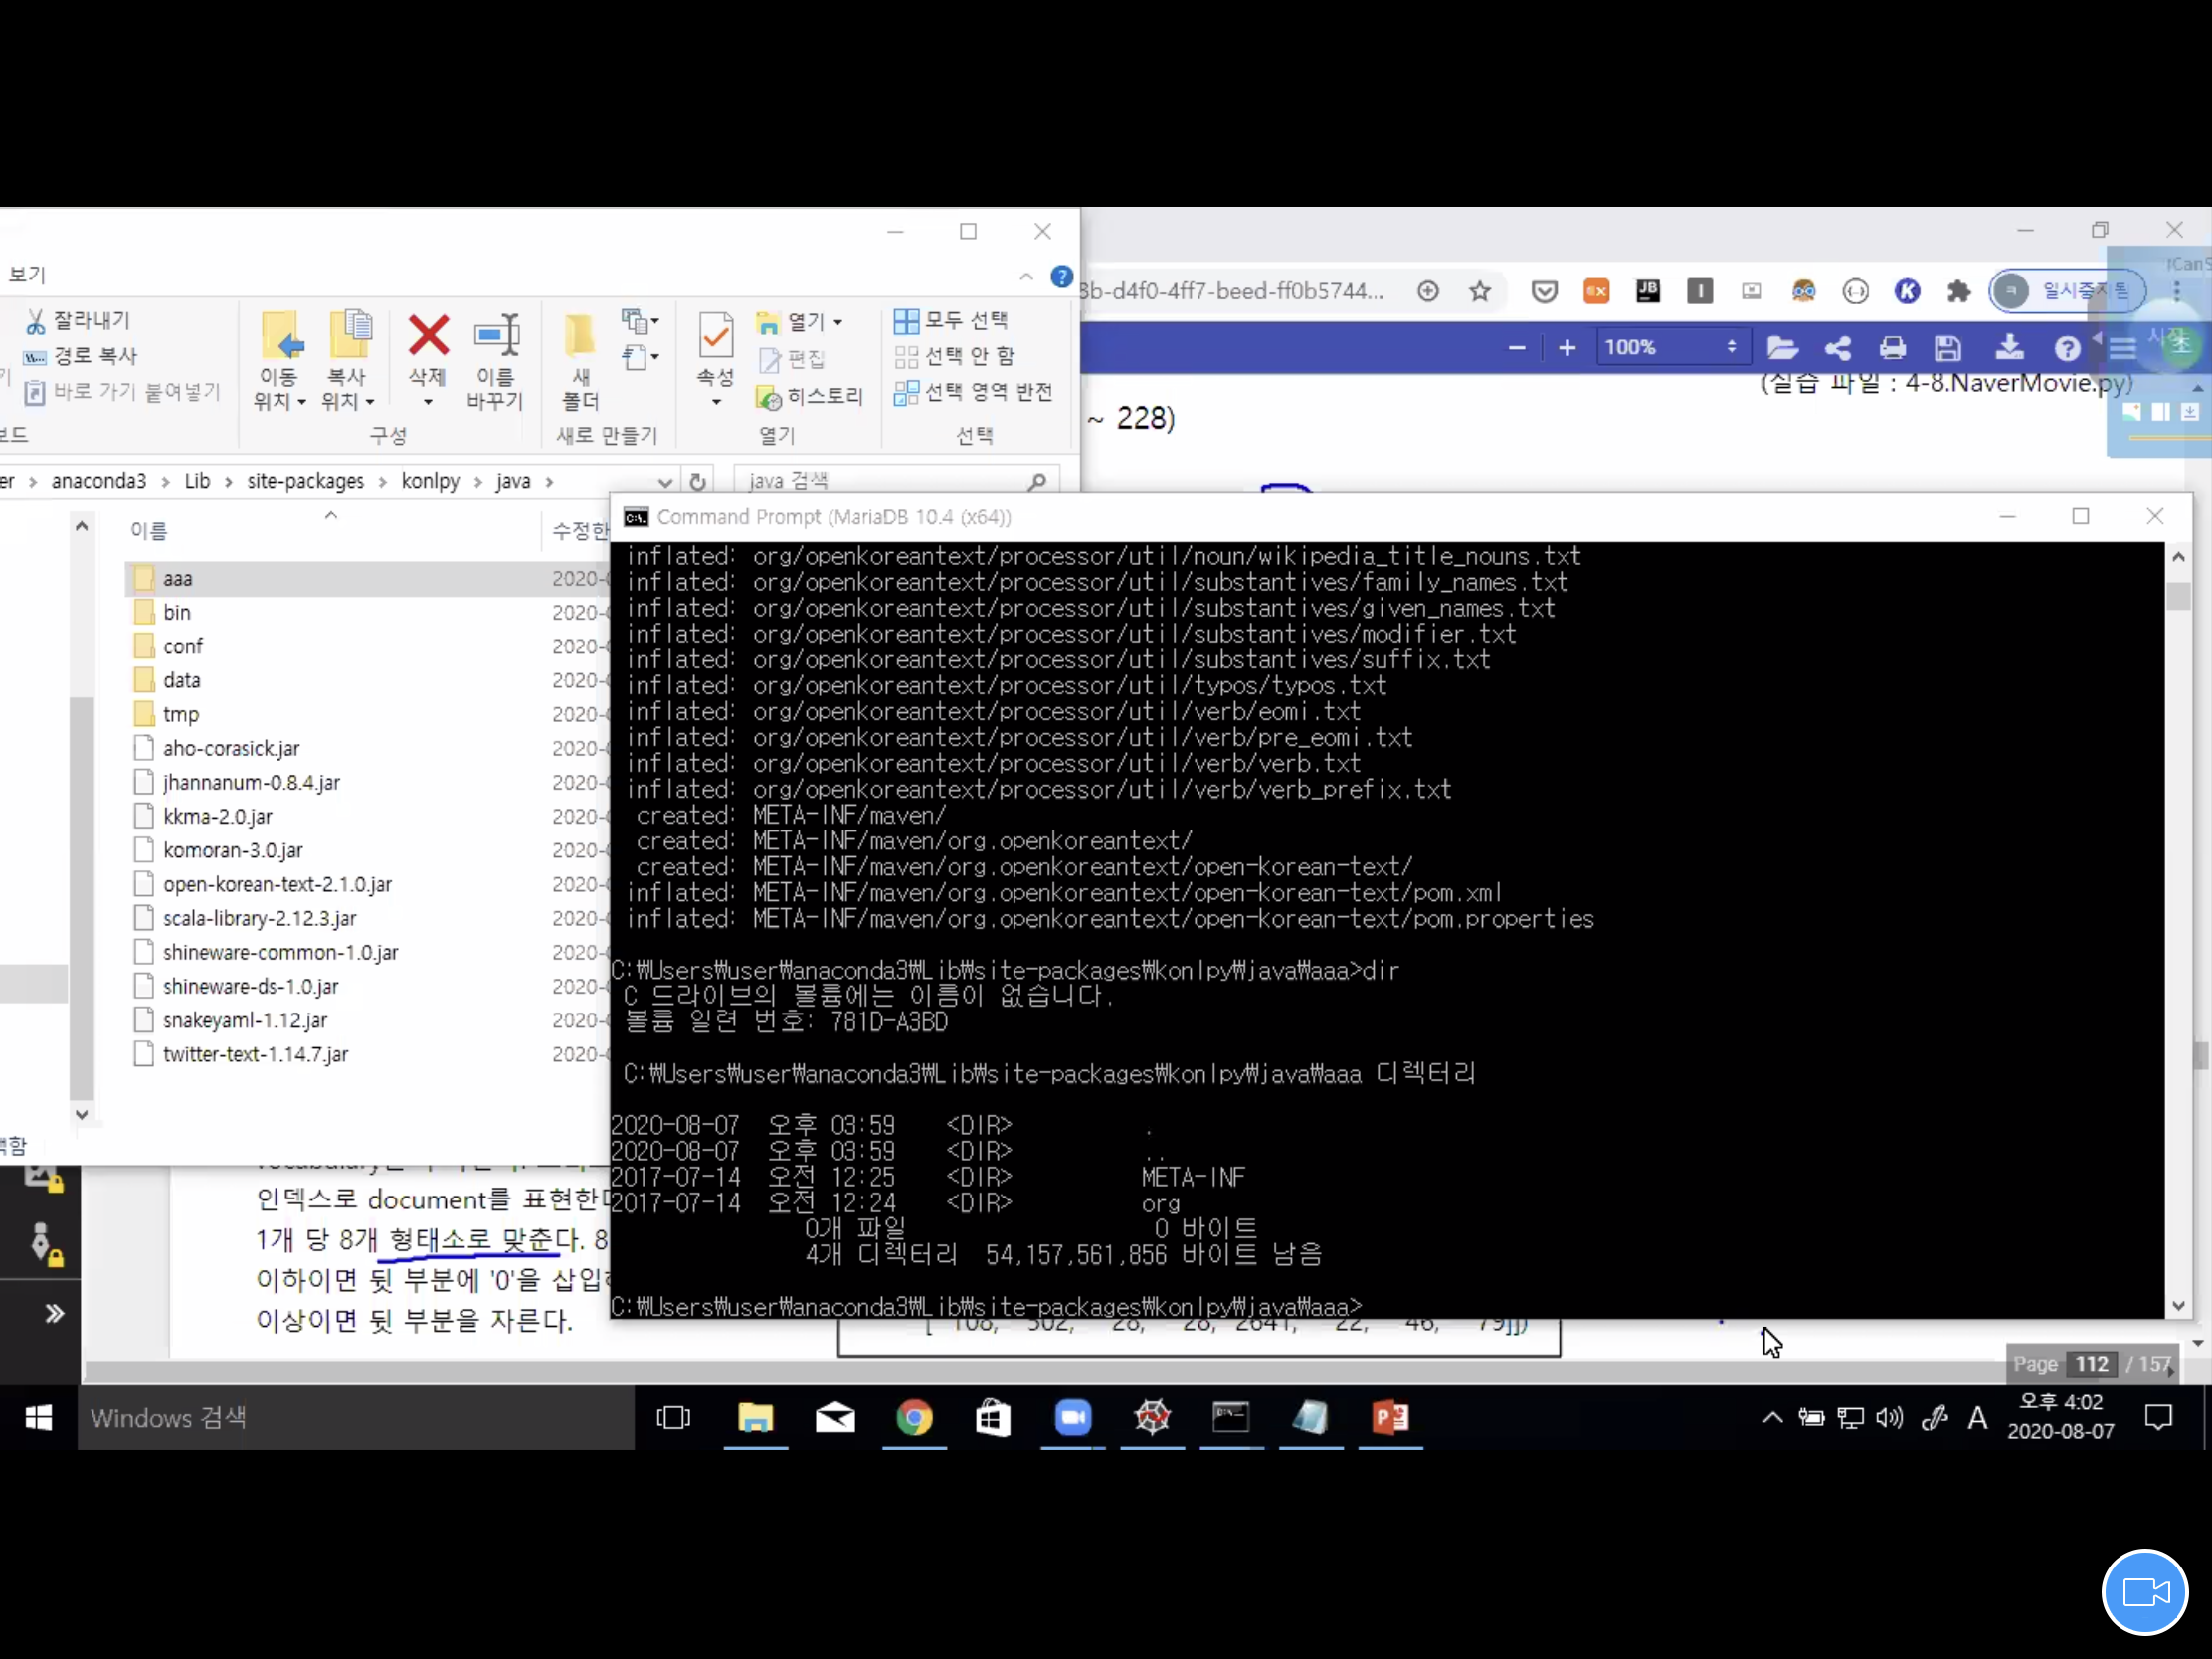 보기
잘라내기
경로 복사
바로 가기 붙여넣기
이동
위치
복사
위치
삭제
이름
바꾸기
구성
새
폴더
새로 만들기
속성
열기
편집
히스토리
열기
모두 선택
선택 안 함
선택 영역 반전
선택
anaconda3 > Lib > site-packages > konlpy > java >
java 검색
이름
수정한
aaa 2020-
bin 2020-
conf 2020-
data 2020-
tmp 2020-
aho-corasick.jar 2020-
jhannanum-0.8.4.jar 2020-
kkma-2.0.jar 2020-
komoran-3.0.jar 2020-
open-korean-text-2.1.0.jar 2020-
scala-library-2.12.3.jar 2020-
shineware-common-1.0.jar 2020-
shineware-ds-1.0.jar 2020-
snakeyaml-1.12.jar 2020-
twitter-text-1.14.7.jar 2020-
8b-d4f0-4ff7-beed-ff0b5744...
일시중지됨
100%
(실습 파일 : 4-8.NaverMovie.py)
~ 228)
Command Prompt (MariaDB 10.4 (x64))
inflated: org/openkoreantext/processor/util/noun/wikipedia_title_nouns.txt
inflated: org/openkoreantext/processor/util/substantives/family_names.txt
inflated: org/openkoreantext/processor/util/substantives/given_names.txt
inflated: org/openkoreantext/processor/util/substantives/modifier.txt
inflated: org/openkoreantext/processor/util/substantives/suffix.txt
inflated: org/openkoreantext/processor/util/typos/typos.txt
inflated: org/openkoreantext/processor/util/verb/eomi.txt
inflated: org/openkoreantext/processor/util/verb/pre_eomi.txt
inflated: org/openkoreantext/processor/util/verb/verb.txt
inflated: org/openkoreantext/processor/util/verb/verb_prefix.txt
created: META-INF/maven/
created: META-INF/maven/org.openkoreantext/
created: META-INF/maven/org.openkoreantext/open-korean-text/
inflated: META-INF/maven/org.openkoreantext/open-korean-text/pom.xml
inflated: META-INF/maven/org.openkoreantext/open-korean-text/pom.properties
C:₩Users₩user₩anaconda3₩Lib₩site-packages₩konlpy₩java₩aaa>dir
C 드라이브의 볼륨에는 이름이 없습니다.
볼륨 일련 번호: 781D-A3BD
C:₩Users₩user₩anaconda3₩Lib₩site-packages₩konlpy₩java₩aaa 디렉터리
2020-08-07 오후 03:59 <DIR> .
2020-08-07 오후 03:59 <DIR> ..
2017-07-14 오전 12:25 <DIR> META-INF
2017-07-14 오전 12:24 <DIR> org
0개 파일 0 바이트
4개 디렉터리 54,157,561,856 바이트 남음
C:₩Users₩user₩anaconda3₩Lib₩site-packages₩konlpy₩java₩aaa>
인덱스로 document를 표현한다
1개 당 8개 형태소로 맞춘다. 8
이하이면 뒷 부분에 '0'을 삽입
이상이면 뒷 부분을 자른다.
[ 108, 502, 28, 28, 2641, 22, 46, 79]])
Page 112 / 157
Windows 검색
A
오후 4:02
2020-08-07